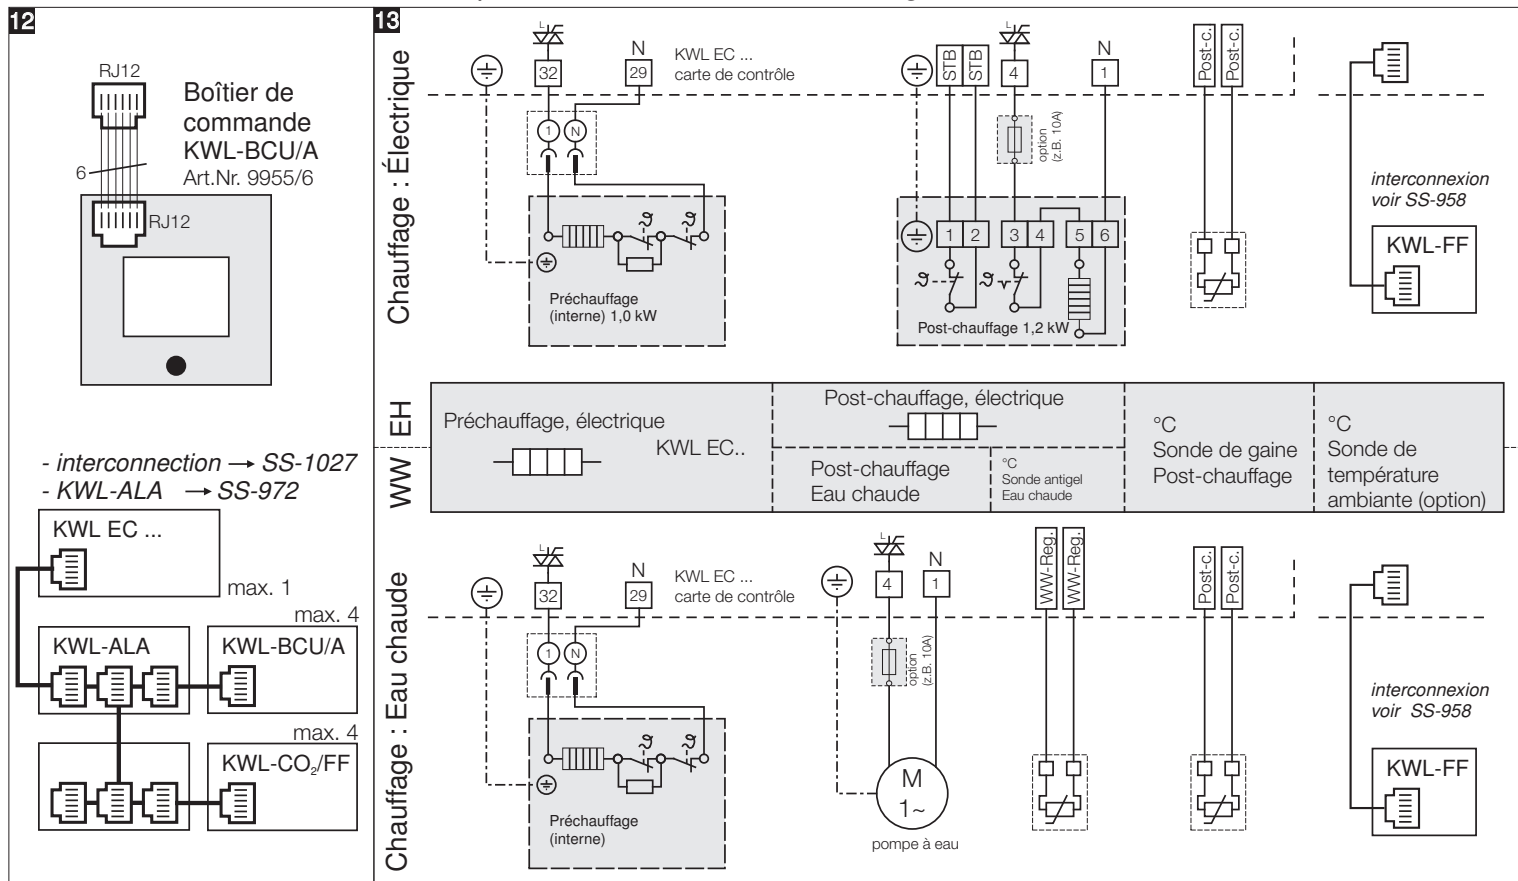 12
RJ12
Boîtier de
commande
KWL-BCU/A
Art.Nr. 9955/6
6
RJ12
- interconnection → SS-1027
- KWL-ALA → SS-972
KWL EC ...
max. 1
max. 4
KWL-ALA
KWL-BCU/A
max. 4
KWL-CO2/FF
13
Chauffage : Électrique
L
32
N
29
KWL EC ...
carte de contrôle
1
N
ϑ
ϑ
Préchauffage
(interne) 1,0 kW
STB
STB
L
4
N
1
option
(z.B. 10A)
1
2
3
4
5
6
ϑ
ϑ
Post-chauffage 1,2 kW
Post-c.
Post-c.
interconnexion
voir SS-958
KWL-FF
EH
WW
Préchauffage, électrique
KWL EC..
Post-chauffage, électrique
Post-chauffage
Eau chaude
°C
Sonde antigel
Eau chaude
°C
Sonde de gaine
Post-chauffage
°C
Sonde de
température
ambiante (option)
Chauffage : Eau chaude
L
32
N
29
KWL EC ...
carte de contrôle
1
N
ϑ
ϑ
Préchauffage
(interne)
L
4
N
1
option
(z.B. 10A)
M
1~
pompe à eau
WW-Reg.
WW-Reg.
Post-c.
Post-c.
interconnexion
voir SS-958
KWL-FF